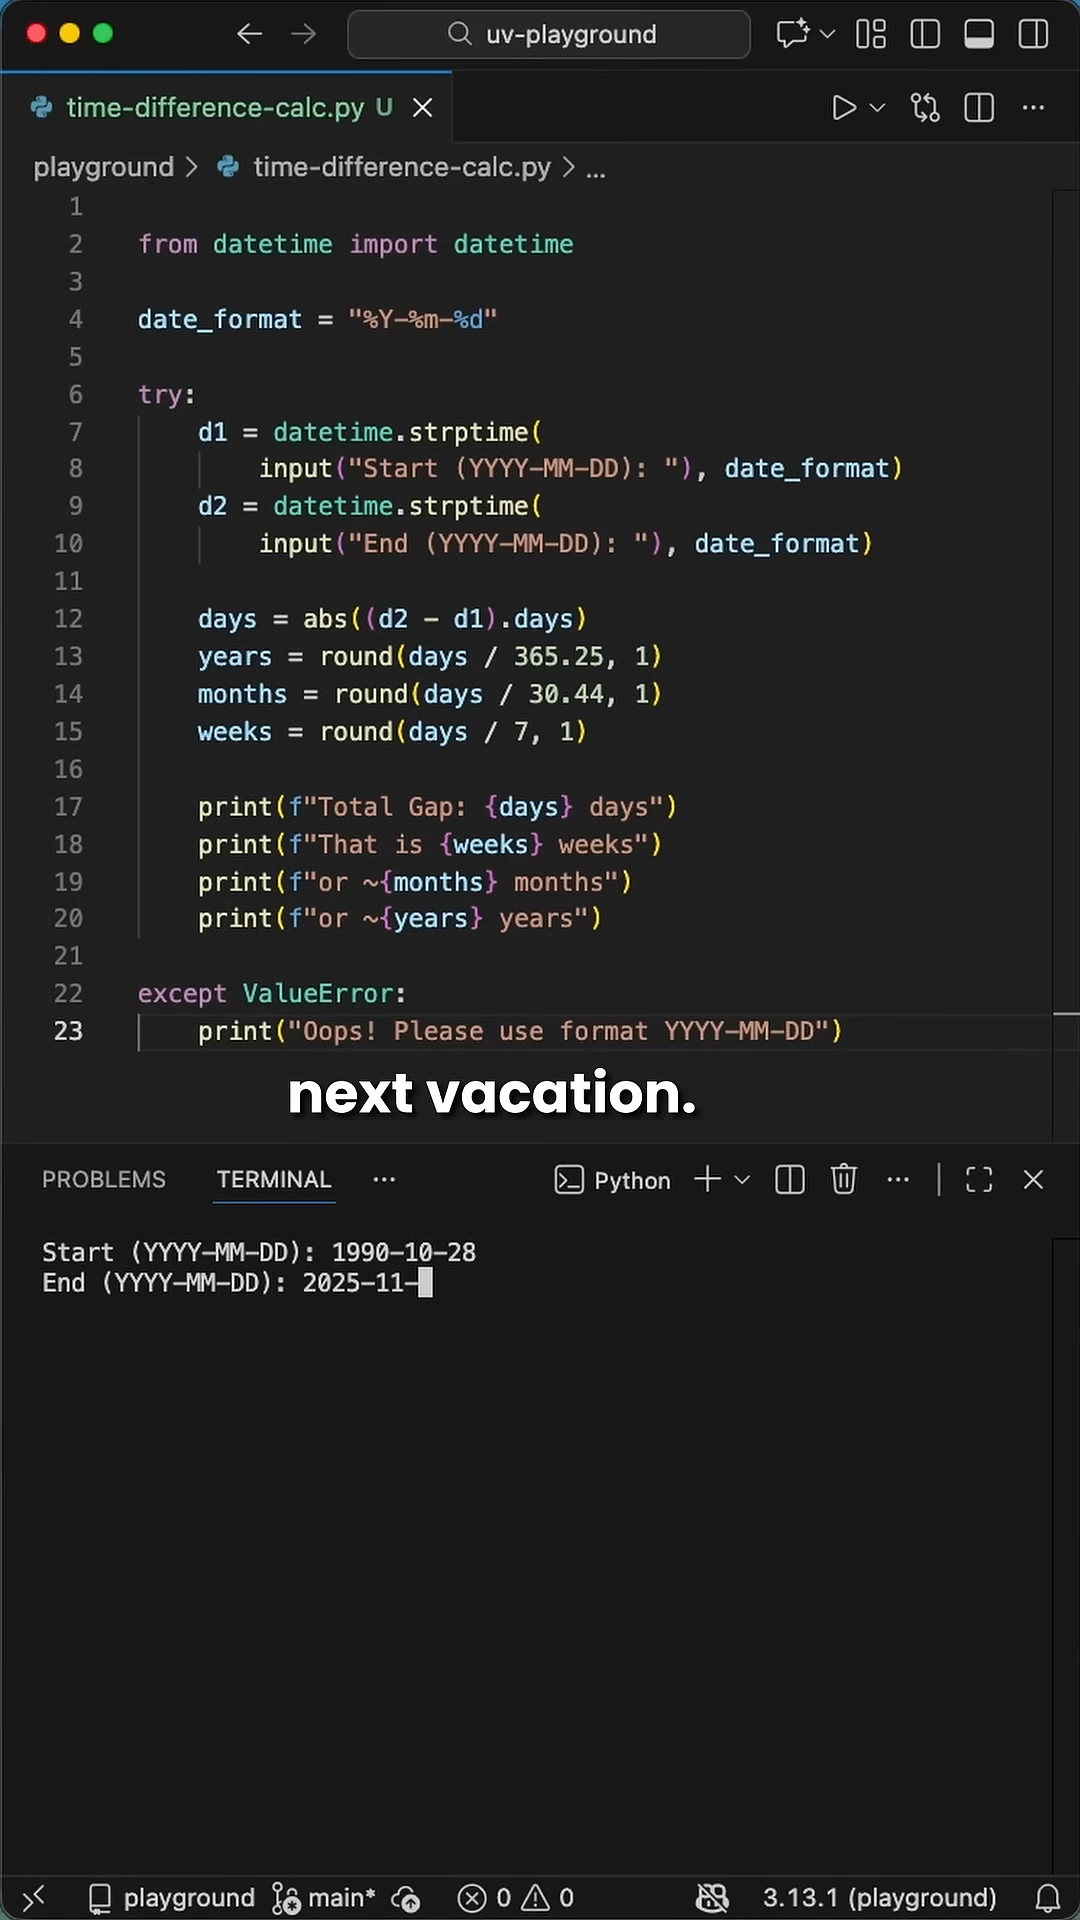 uv-playground
time-difference-calc.py U
playground > time-difference-calc.py > ...
1
2 from datetime import datetime
3
4 date_format = "%Y-%m-%d"
5
6 try:
7 d1 = datetime.strptime(
8 input("Start (YYYY-MM-DD): "), date_format)
9 d2 = datetime.strptime(
10 input("End (YYYY-MM-DD): "), date_format)
11
12 days = abs((d2 - d1).days)
13 years = round(days / 365.25, 1)
14 months = round(days / 30.44, 1)
15 weeks = round(days / 7, 1)
16
17 print(f"Total Gap: {days} days")
18 print(f"That is {weeks} weeks")
19 print(f"or ~{months} months")
20 print(f"or ~{years} years")
21
22 except ValueError:
23 print("Oops! Please use format YYYY-MM-DD")
next vacation.
PROBLEMS TERMINAL ... Python
Start (YYYY-MM-DD): 1990-10-28
End (YYYY-MM-DD): 2025-11-
playground main* 0 0 3.13.1 (playground)